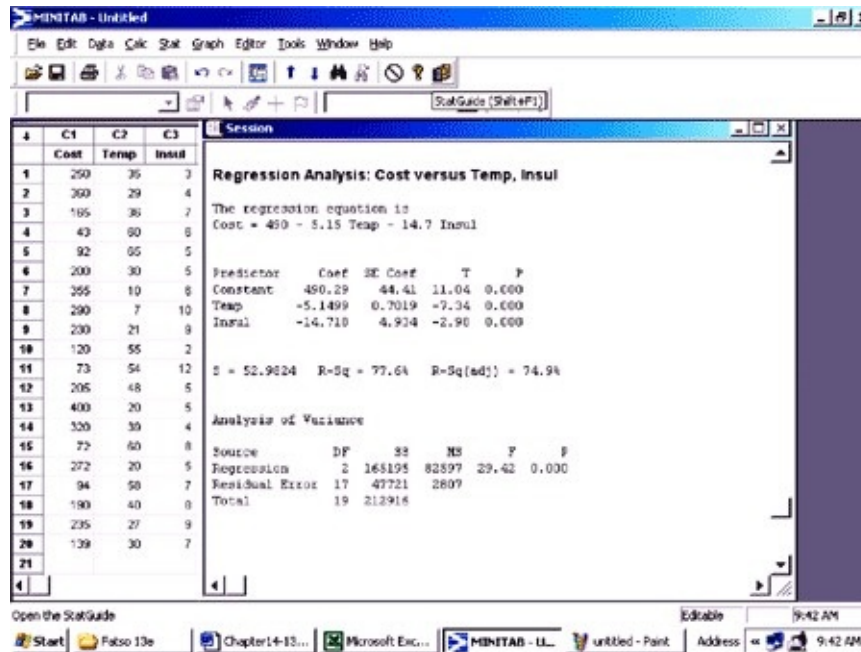 MINITAB - Untitled
File Edit Data Calc Stat Graph Editor Tools Window Help
StatGuide (Shift+F1)
Session
C1 C2 C3
Cost Temp Insul
1 250 35 3
2 360 29 4
3 165 36 7
4 43 60 6
5 92 65 5
6 200 30 5
7 355 10 6
8 290 7 10
9 230 21 9
10 120 55 2
11 73 54 12
12 205 48 5
13 400 20 5
14 320 39 4
15 72 60 8
16 272 20 5
17 94 58 7
18 190 40 8
19 235 27 9
20 139 30 7
21
Regression Analysis: Cost versus Temp, Insul
The regression equation is
Cost = 490 - 5.15 Temp - 14.7 Insul
Predictor Coef SE Coef T P
Constant 490.29 44.41 11.04 0.000
Temp -5.1499 0.7019 -7.34 0.000
Insul -14.718 4.934 -2.98 0.000
S = 52.9824 R-Sq = 77.6% R-Sq(adj) = 74.9%
Analysis of Variance
Source DF SS MS F P
Regression 2 165195 82597 29.42 0.000
Residual Error 17 47721 2807
Total 19 212916
Open the StatGuide
Editable
9:42 AM
Start Fatso 13e Chapter14-13... Microsoft Exc... MINITAB - U... untitled - Paint Address « 9:42 AM